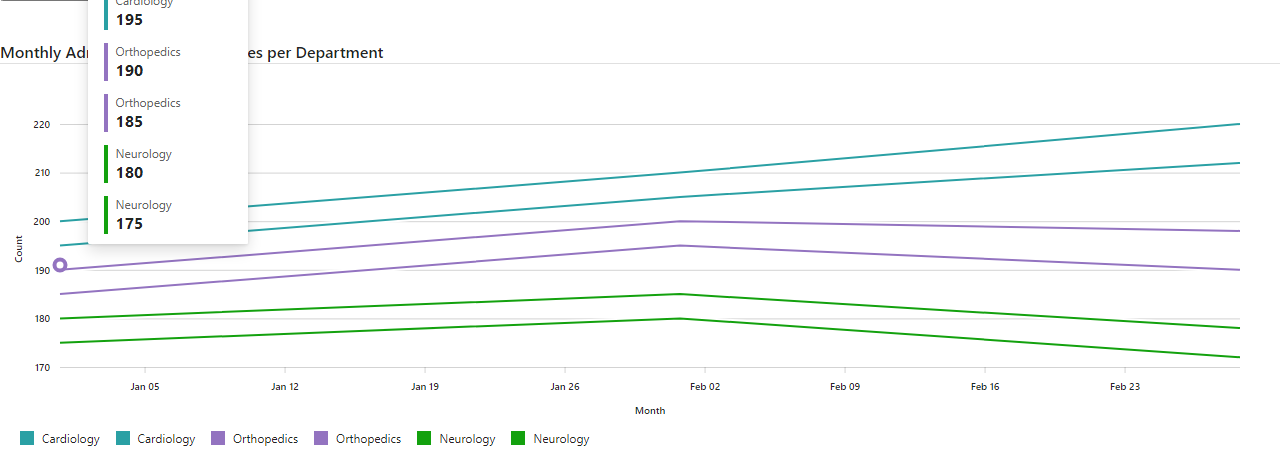 Cardiology
195
Monthly Ad
es per Department
Orthopedics
190
Orthopedics
185
Neurology
180
Neurology
175
220
210
200
190
180
170
Count
Jan 05 Jan 12 Jan 19 Jan 26 Feb 02 Feb 09 Feb 16 Feb 23
Month
Cardiology Cardiology Orthopedics Orthopedics Neurology Neurology